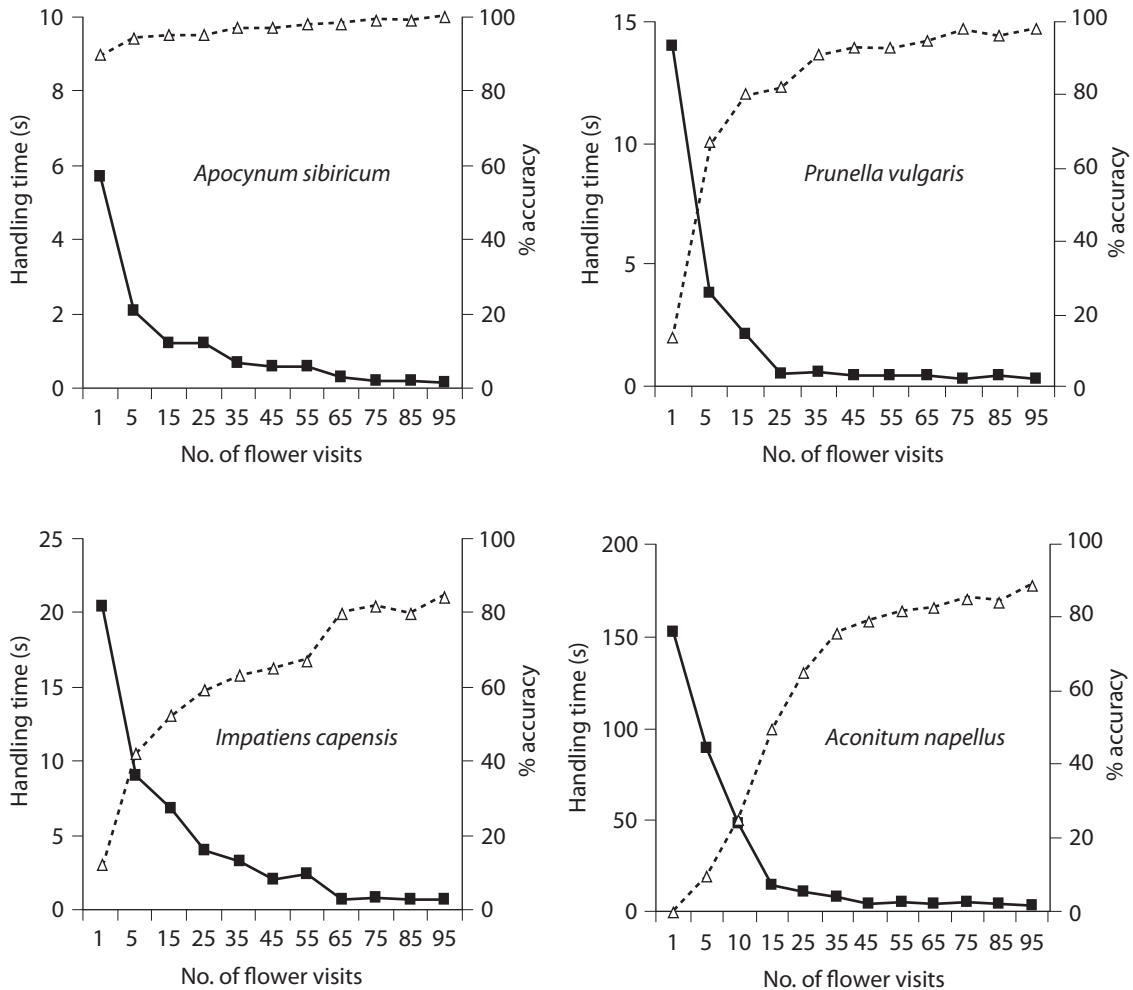 10
8
6
4
2
0
Handling time (s)
100
80
60
40
20
0
% accuracy
Apocynum sibiricum
1 5 15 25 35 45 55 65 75 85 95
No. of flower visits
15
10
5
0
Handling time (s)
100
80
60
40
20
0
% accuracy
Prunella vulgaris
1 5 15 25 35 45 55 65 75 85 95
No. of flower visits
25
20
15
10
5
0
Handling time (s)
100
80
60
40
20
0
% accuracy
Impatiens capensis
1 5 15 25 35 45 55 65 75 85 95
No. of flower visits
200
150
100
50
0
Handling time (s)
100
80
60
40
20
0
% accuracy
Aconitum napellus
1 5 10 15 25 35 45 55 65 75 85 95
No. of flower visits